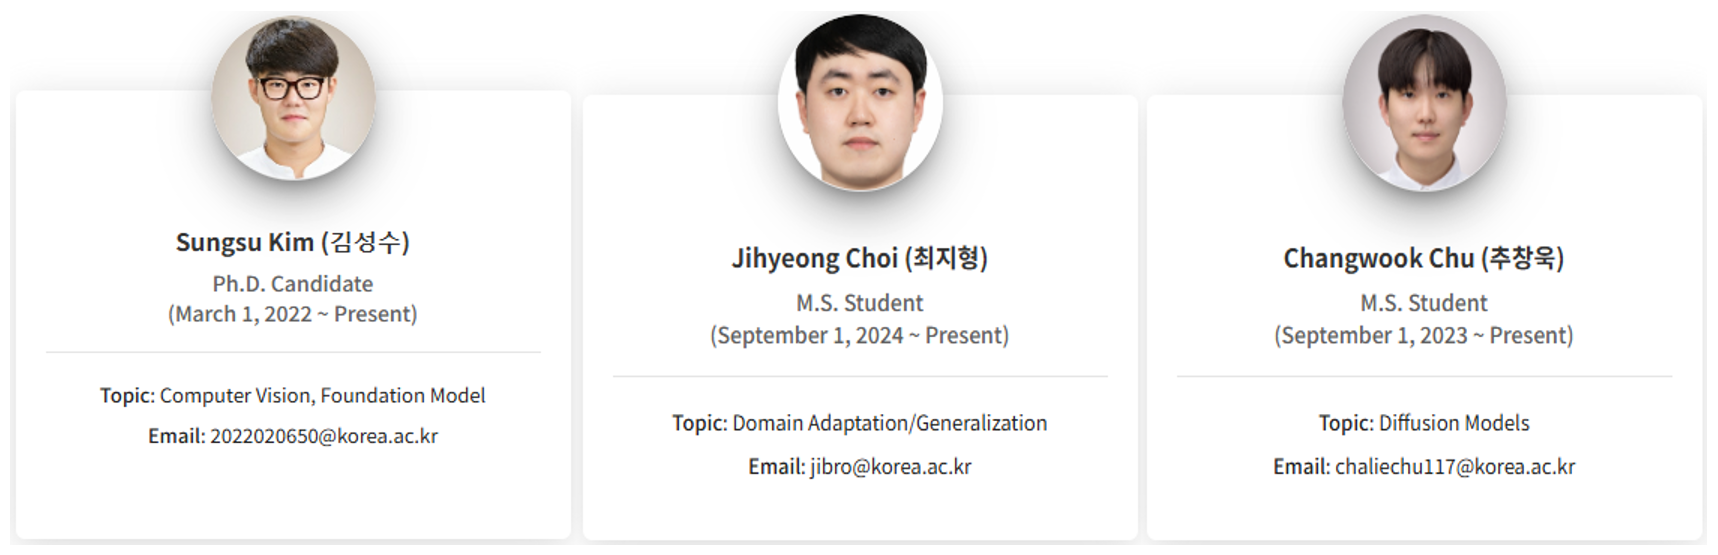 Sungsu Kim (김성수)
Ph.D. Candidate
(March 1, 2022 ~ Present)
Topic: Computer Vision, Foundation Model
Email: 2022020650@korea.ac.kr
Jihyeong Choi (최지형)
M.S. Student
(September 1, 2024 ~ Present)
Topic: Domain Adaptation/Generalization
Email: jibro@korea.ac.kr
Changwook Chu (추창욱)
M.S. Student
(September 1, 2023 ~ Present)
Topic: Diffusion Models
Email: chaliechu117@korea.ac.kr